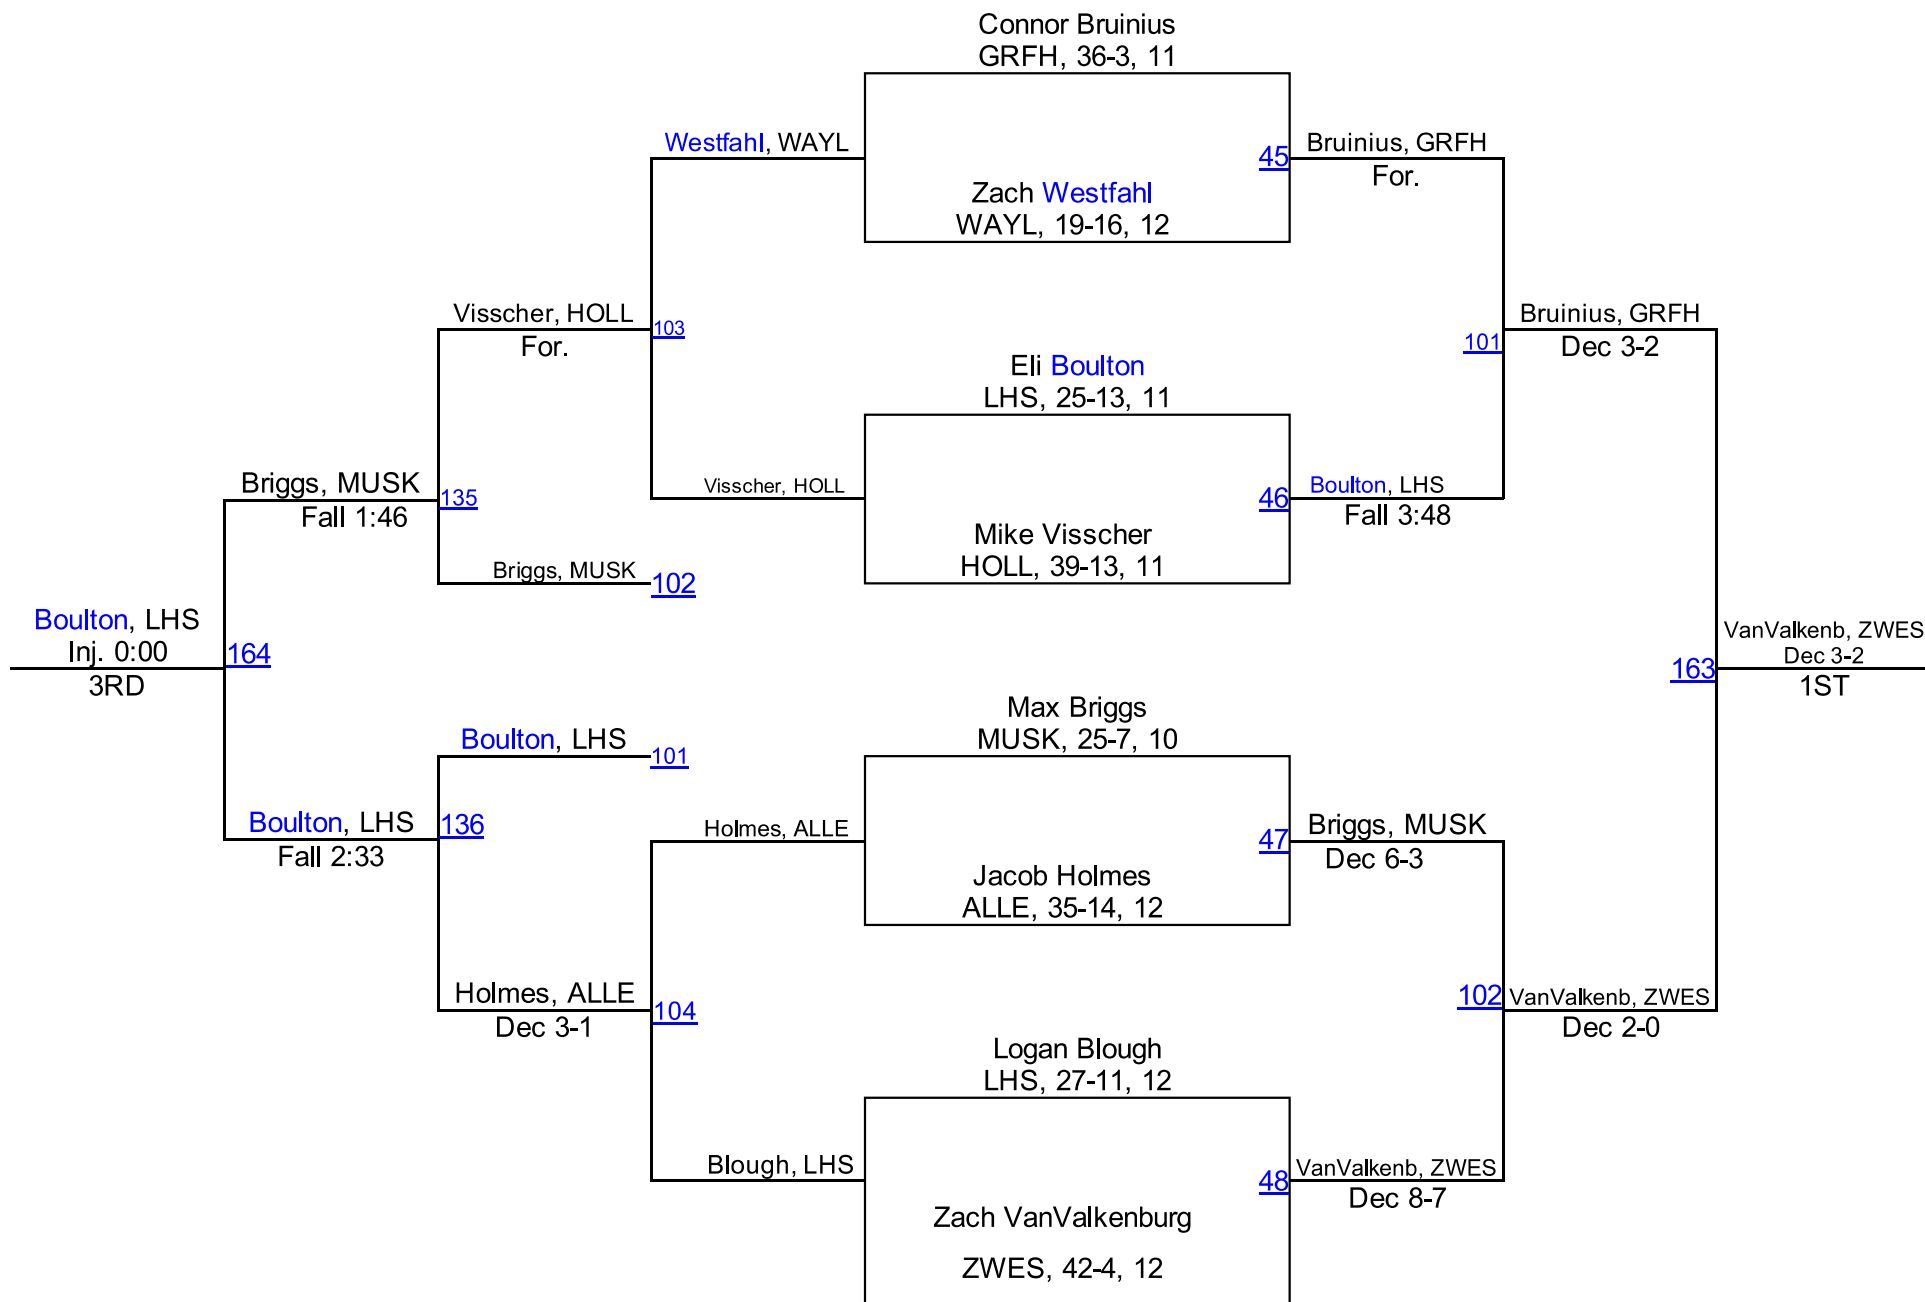 Connor Bruinius
GRFH, 36-3, 11
Westfahl, WAYL
45
Bruinius, GRFH
For.
Zach Westfahl
WAYL, 19-16, 12
Visscher, HOLL
For.
103
Bruinius, GRFH
Dec 3-2
101
Eli Boulton
LHS, 25-13, 11
Briggs, MUSK
Fall 1:46
135
Visscher, HOLL
46
Boulton, LHS
Fall 3:48
Mike Visscher
HOLL, 39-13, 11
Briggs, MUSK
102
Boulton, LHS
Inj. 0:00
3RD
164
163
VanValkenb, ZWES
Dec 3-2
1ST
Max Briggs
MUSK, 25-7, 10
Boulton, LHS
101
Boulton, LHS
Fall 2:33
136
Holmes, ALLE
47
Briggs, MUSK
Dec 6-3
Jacob Holmes
ALLE, 35-14, 12
Holmes, ALLE
Dec 3-1
104
102
VanValkenb, ZWES
Dec 2-0
Logan Blough
LHS, 27-11, 12
Blough, LHS
48
VanValkenb, ZWES
Dec 8-7
Zach VanValkenburg
ZWES, 42-4, 12